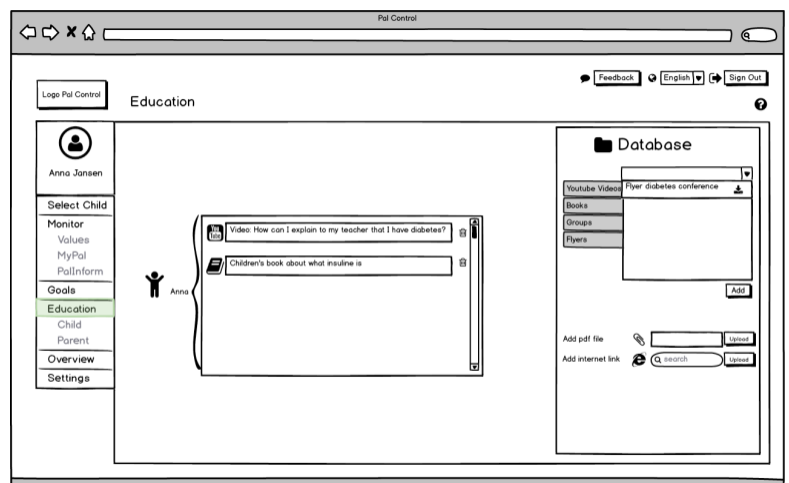 Pal Control
Feedback
English
Sign Out
Logo Pal Control
Education
Anna Jansen
Select Child
Monitor
Values
MyPal
PalInform
Goals
Education
Child
Parent
Overview
Settings
You Tube
Video: How can I explain to my teacher that I have diabetes?
Children's book about what insuline is
Anna
Database
Youtube Videos
Flyer diabetes conference
Books
Groups
Flyers
Add
Add pdf file
Upload
Add internet link
search
Upload